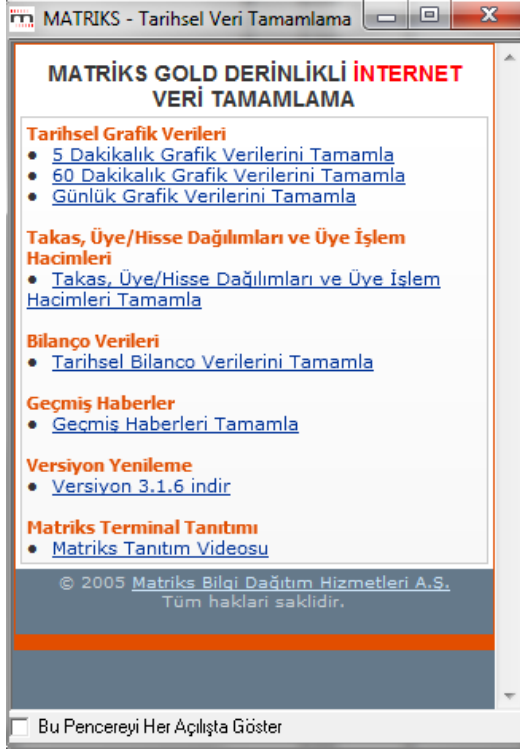 MATRIKS - Tarihsel Veri Tamamlama
MATRİKS GOLD DERİNLİKLİ İNTERNET
VERİ TAMAMLAMA
Tarihsel Grafik Verileri
● 5 Dakikalık Grafik Verilerini Tamamla
● 60 Dakikalık Grafik Verilerini Tamamla
● Günlük Grafik Verilerini Tamamla
Takas, Üye/Hisse Dağılımları ve Üye İşlem
Hacimleri
● Takas, Üye/Hisse Dağılımları ve Üye İşlem
Hacimleri Tamamla
Bilanço Verileri
● Tarihsel Bilanco Verilerini Tamamla
Geçmiş Haberler
● Geçmiş Haberleri Tamamla
Versiyon Yenileme
● Versiyon 3.1.6 indir
Matriks Terminal Tanıtımı
● Matriks Tanıtım Videosu
© 2005 Matriks Bilgi Dağıtım Hizmetleri A.Ş.
Tüm haklari saklidir.
Bu Pencereyi Her Açılışta Göster